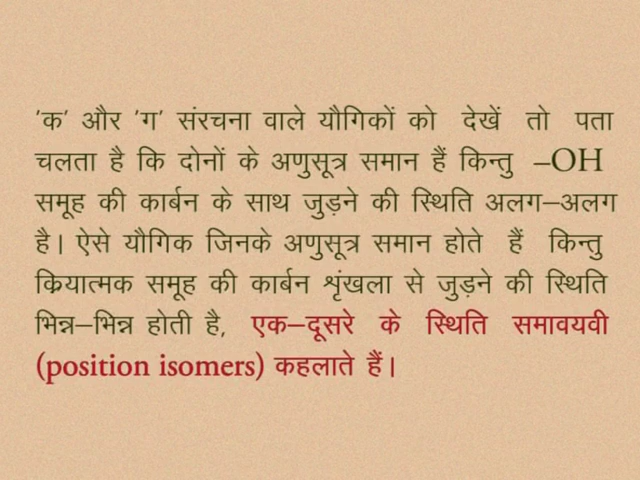 'क' और 'ग' संरचना वाले यौगिकों को देखें तो पता
चलता है कि दोनों के अणुसूत्र समान हैं किन्तु –OH
समूह की कार्बन के साथ जुड़ने की स्थिति अलग–अलग
है। ऐसे यौगिक जिनके अणुसूत्र समान होते हैं किन्तु
क्रियात्मक समूह की कार्बन शृंखला से जुड़ने की स्थिति
भिन्न–भिन्न होती है, एक–दूसरे के स्थिति समावयवी
(position isomers) कहलाते हैं।